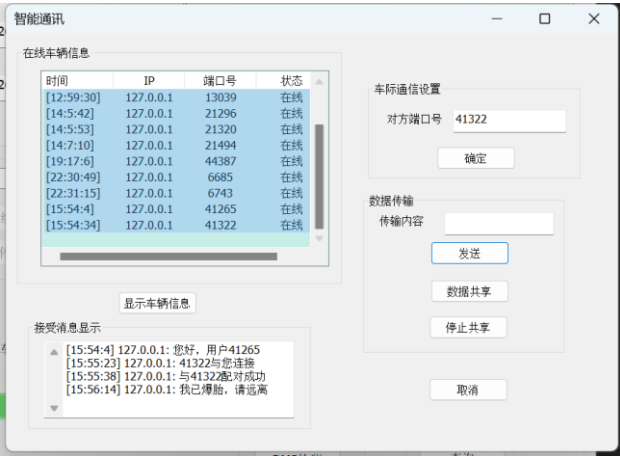 智能通讯
在线车辆信息
时间 IP 端口号 状态
[12:59:30] 127.0.0.1 13039 在线
[14:5:42] 127.0.0.1 21296 在线
[14:5:53] 127.0.0.1 21320 在线
[14:7:10] 127.0.0.1 21494 在线
[19:17:6] 127.0.0.1 44387 在线
[22:30:49] 127.0.0.1 6685 在线
[22:31:15] 127.0.0.1 6743 在线
[15:54:4] 127.0.0.1 41265 在线
[15:54:34] 127.0.0.1 41322 在线
显示车辆信息
接受消息显示
[15:54:4] 127.0.0.1: 您好，用户41265
[15:55:23] 127.0.0.1: 41322与您连接
[15:55:38] 127.0.0.1: 与41322配对成功
[15:56:14] 127.0.0.1: 我已爆胎，请远离
车际通信设置
对方端口号 41322
确定
数据传输
传输内容
发送
数据共享
停止共享
取消